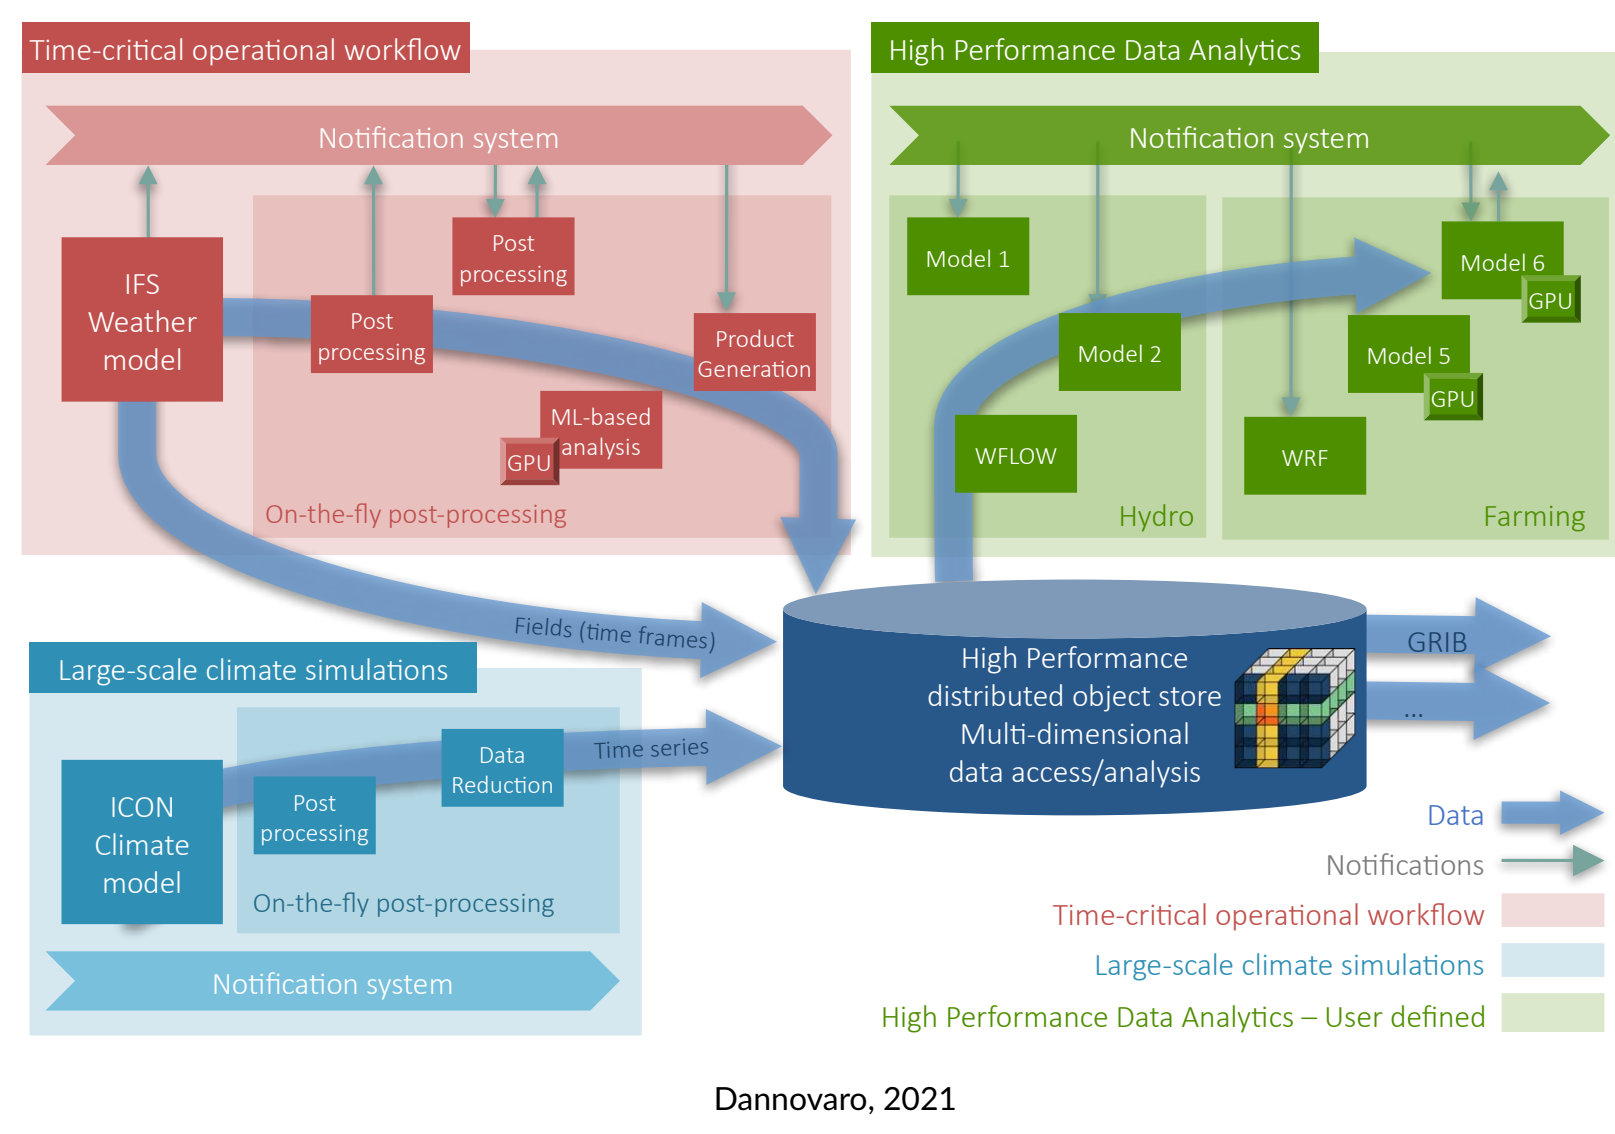 Time-critical operational workflow
Notification system
IFS
Weather
model
Post
processing
Post
processing
Product
Generation
ML-based
analysis
GPU
On-the-fly post-processing
High Performance Data Analytics
Notification system
Model 1
Model 2
WFLOW
Hydro
Model 6
GPU
Model 5
GPU
WRF
Farming
Fields (time frames)
Large-scale climate simulations
ICON
Climate
model
Post
processing
Data
Reduction
Time series
On-the-fly post-processing
Notification system
High Performance
distributed object store
Multi-dimensional
data access/analysis
GRIB
...
Data
Notifications
Time-critical operational workflow
Large-scale climate simulations
High Performance Data Analytics – User defined
Dannovaro, 2021